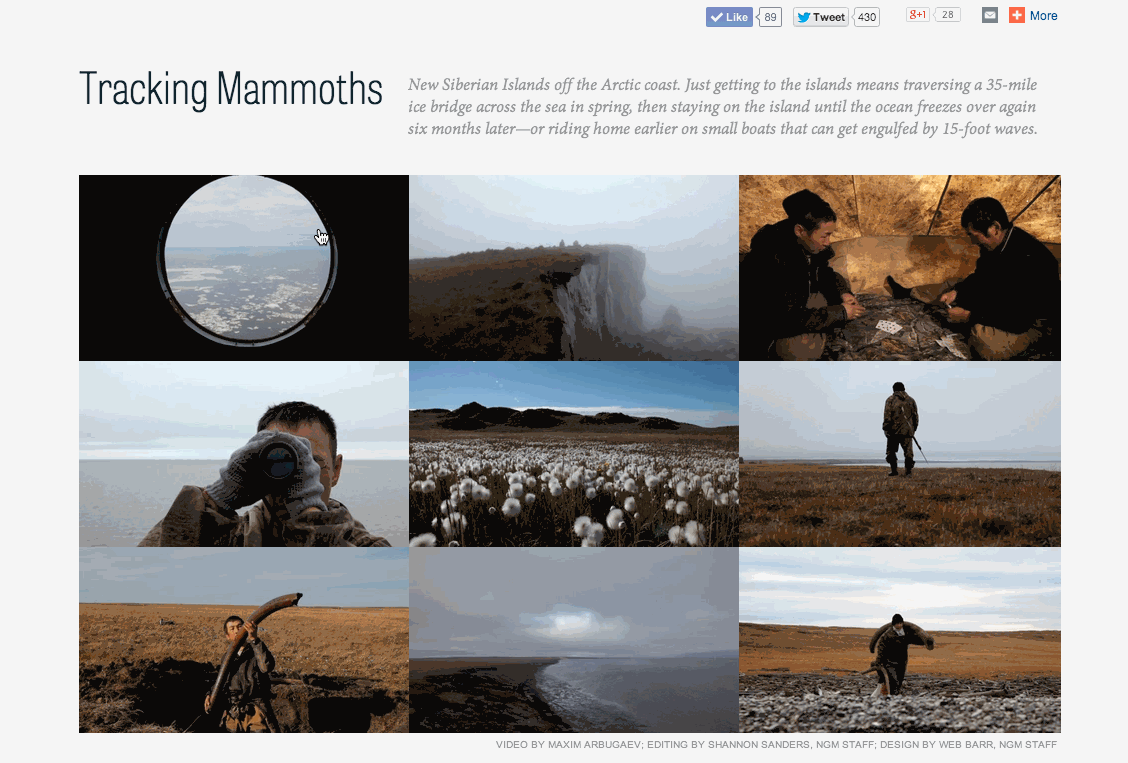 Like 89 Tweet 430 g+1 28 More
Tracking Mammoths
New Siberian Islands off the Arctic coast. Just getting to the islands means traversing a 35-mile
ice bridge across the sea in spring, then staying on the island until the ocean freezes over again
six months later—or riding home earlier on small boats that can get engulfed by 15-foot waves.
VIDEO BY MAXIM ARBUGAEV; EDITING BY SHANNON SANDERS, NGM STAFF; DESIGN BY WEB BARR, NGM STAFF